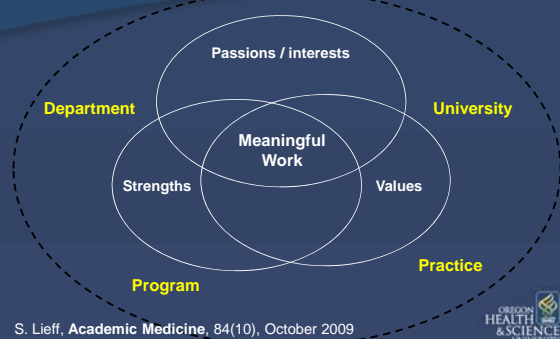 Passions / interests
Department
University
Meaningful
Work
Strengths
Values
Practice
Program
S. Lieff, Academic Medicine, 84(10), October 2009
OREGON
HEALTH
& SCIENCE
UNIVERSITY